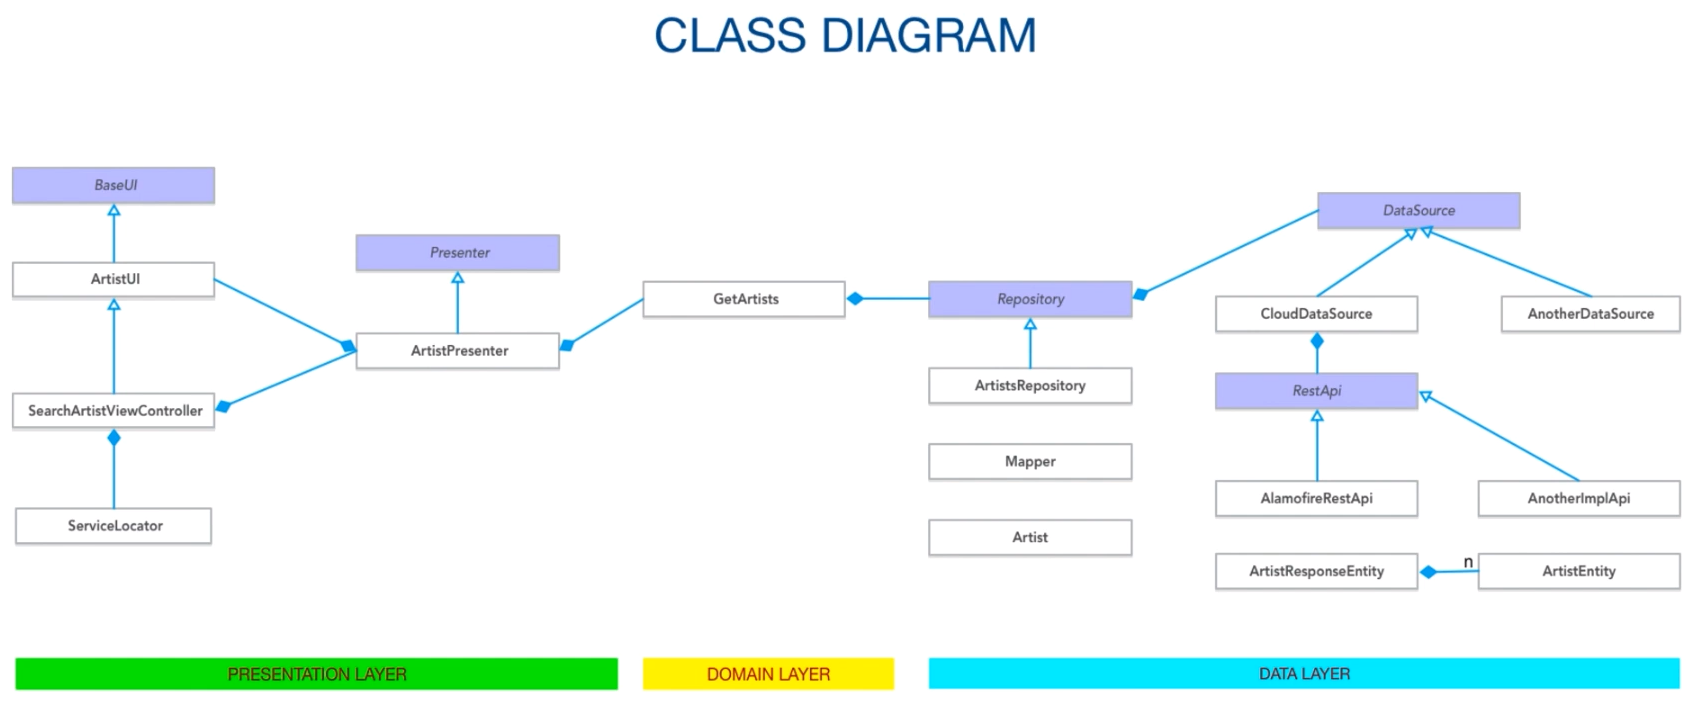 CLASS DIAGRAM
BaseUI
ArtistUI
SearchArtistViewController
ServiceLocator
Presenter
ArtistPresenter
GetArtists
Repository
ArtistsRepository
Mapper
Artist
DataSource
CloudDataSource
AnotherDataSource
RestApi
AlamofireRestApi
AnotherImplApi
ArtistResponseEntity
n
ArtistEntity
PRESENTATION LAYER
DOMAIN LAYER
DATA LAYER